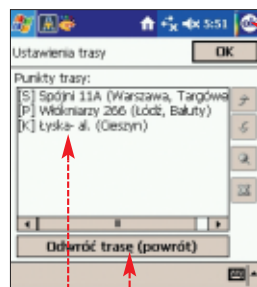 5:51
Ustawienia trasy OK
Punkty trasy:
[S] Spójni 11A (Warszawa, Targówe
[P] Włókniarzy 266 (Łódź, Bałuty)
[K] Łyska- al. (Cieszyn)
Odwróć trasę (powrót)